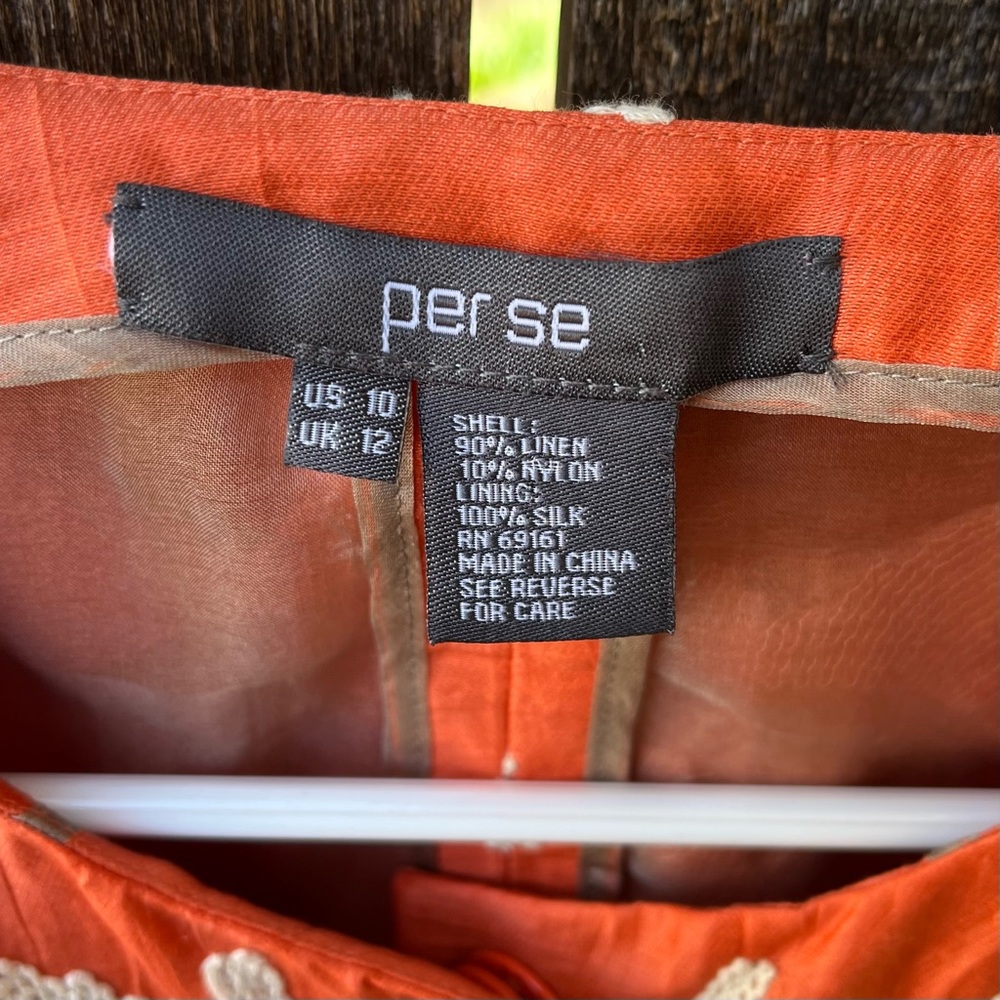 per se
US 10
UK 12
SHELL:
90% LINEN
10% NYLON
LINING:
100% SILK
RN 69161
MADE IN CHINA
SEE REVERSE
FOR CARE